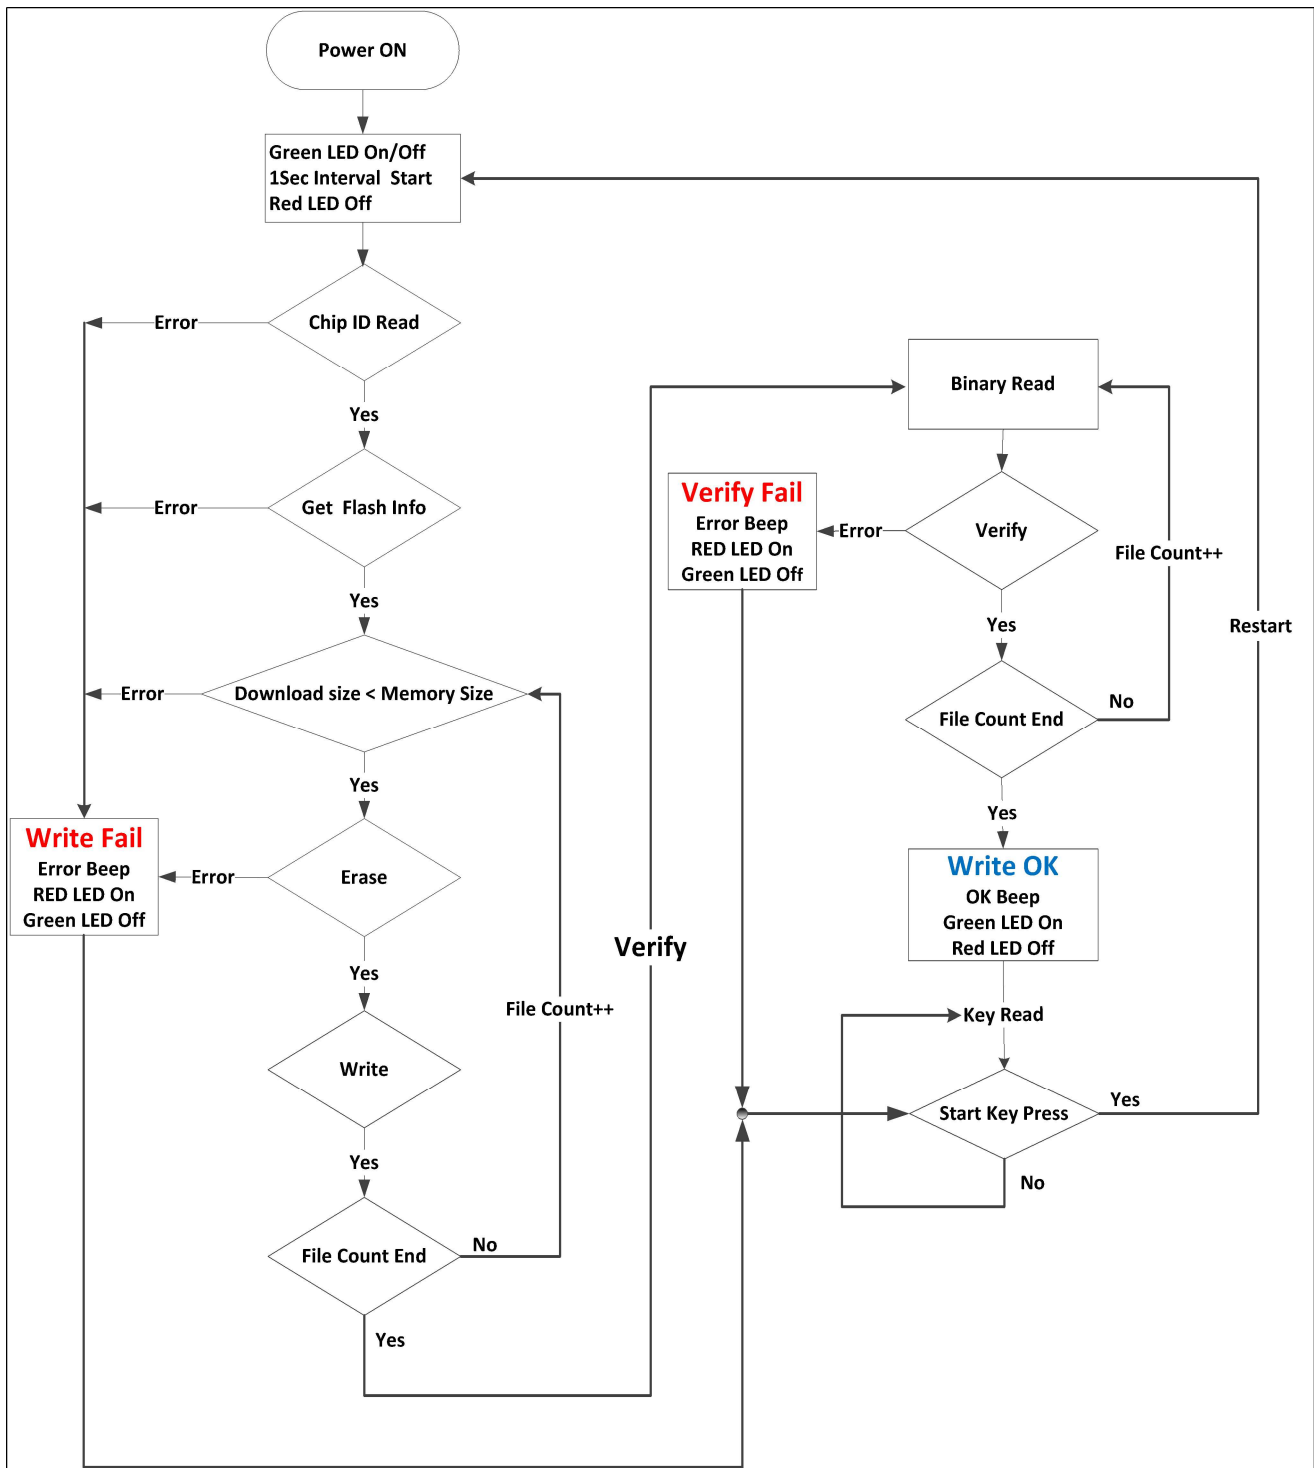 Power ON
Green LED On/Off
1Sec Interval Start
Red LED Off
Error
Chip ID Read
Yes
Error
Get Flash Info
Yes
Error
Download size < Memory Size
Yes
Write Fail
Error Beep
RED LED On
Green LED Off
Error
Erase
Yes
File Count++
Write
Yes
File Count End
No
Yes
Verify
Binary Read
Verify Fail
Error Beep
RED LED On
Green LED Off
Error
Verify
File Count++
Yes
Restart
File Count End
No
Yes
Write OK
OK Beep
Green LED On
Red LED Off
Key Read
Start Key Press
Yes
No